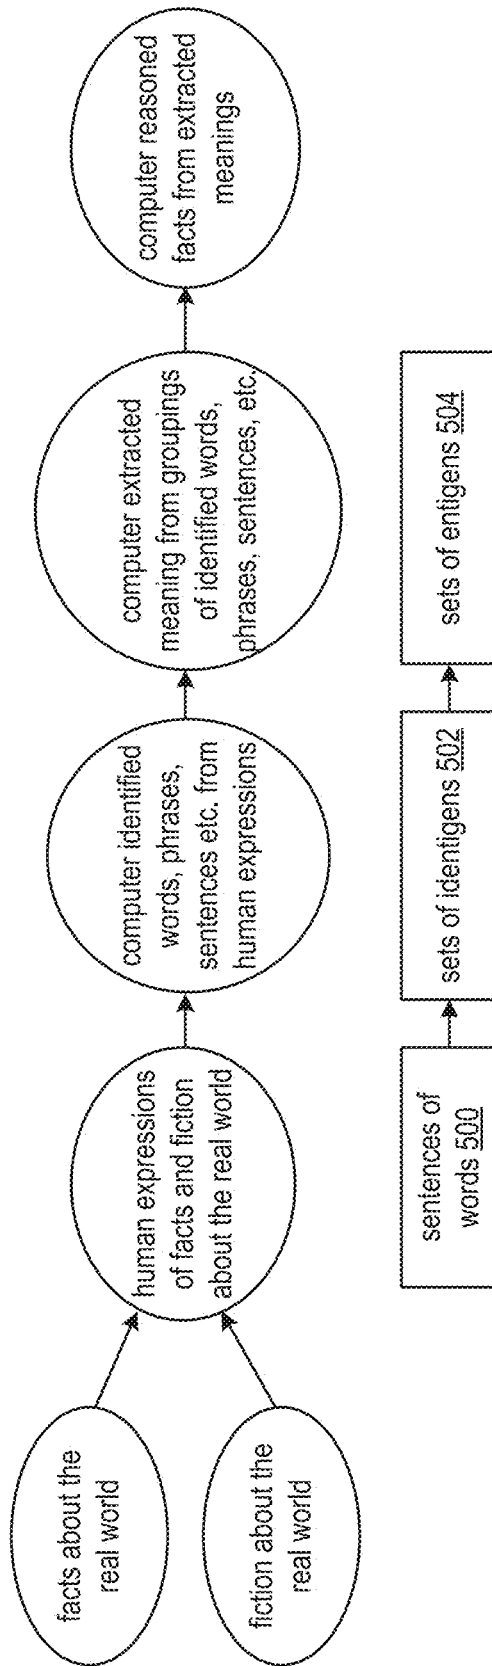 facts about the
real world
fiction about the
real world
human expressions
of facts and fiction
about the real world
computer identified
words, phrases,
sentences etc. from
human expressions
computer extracted
meaning from groupings
of identified words,
phrases, sentences, etc.
computer reasoned
facts from extracted
meanings
sentences of
words 500
sets of identigens 502
sets of entigens 504